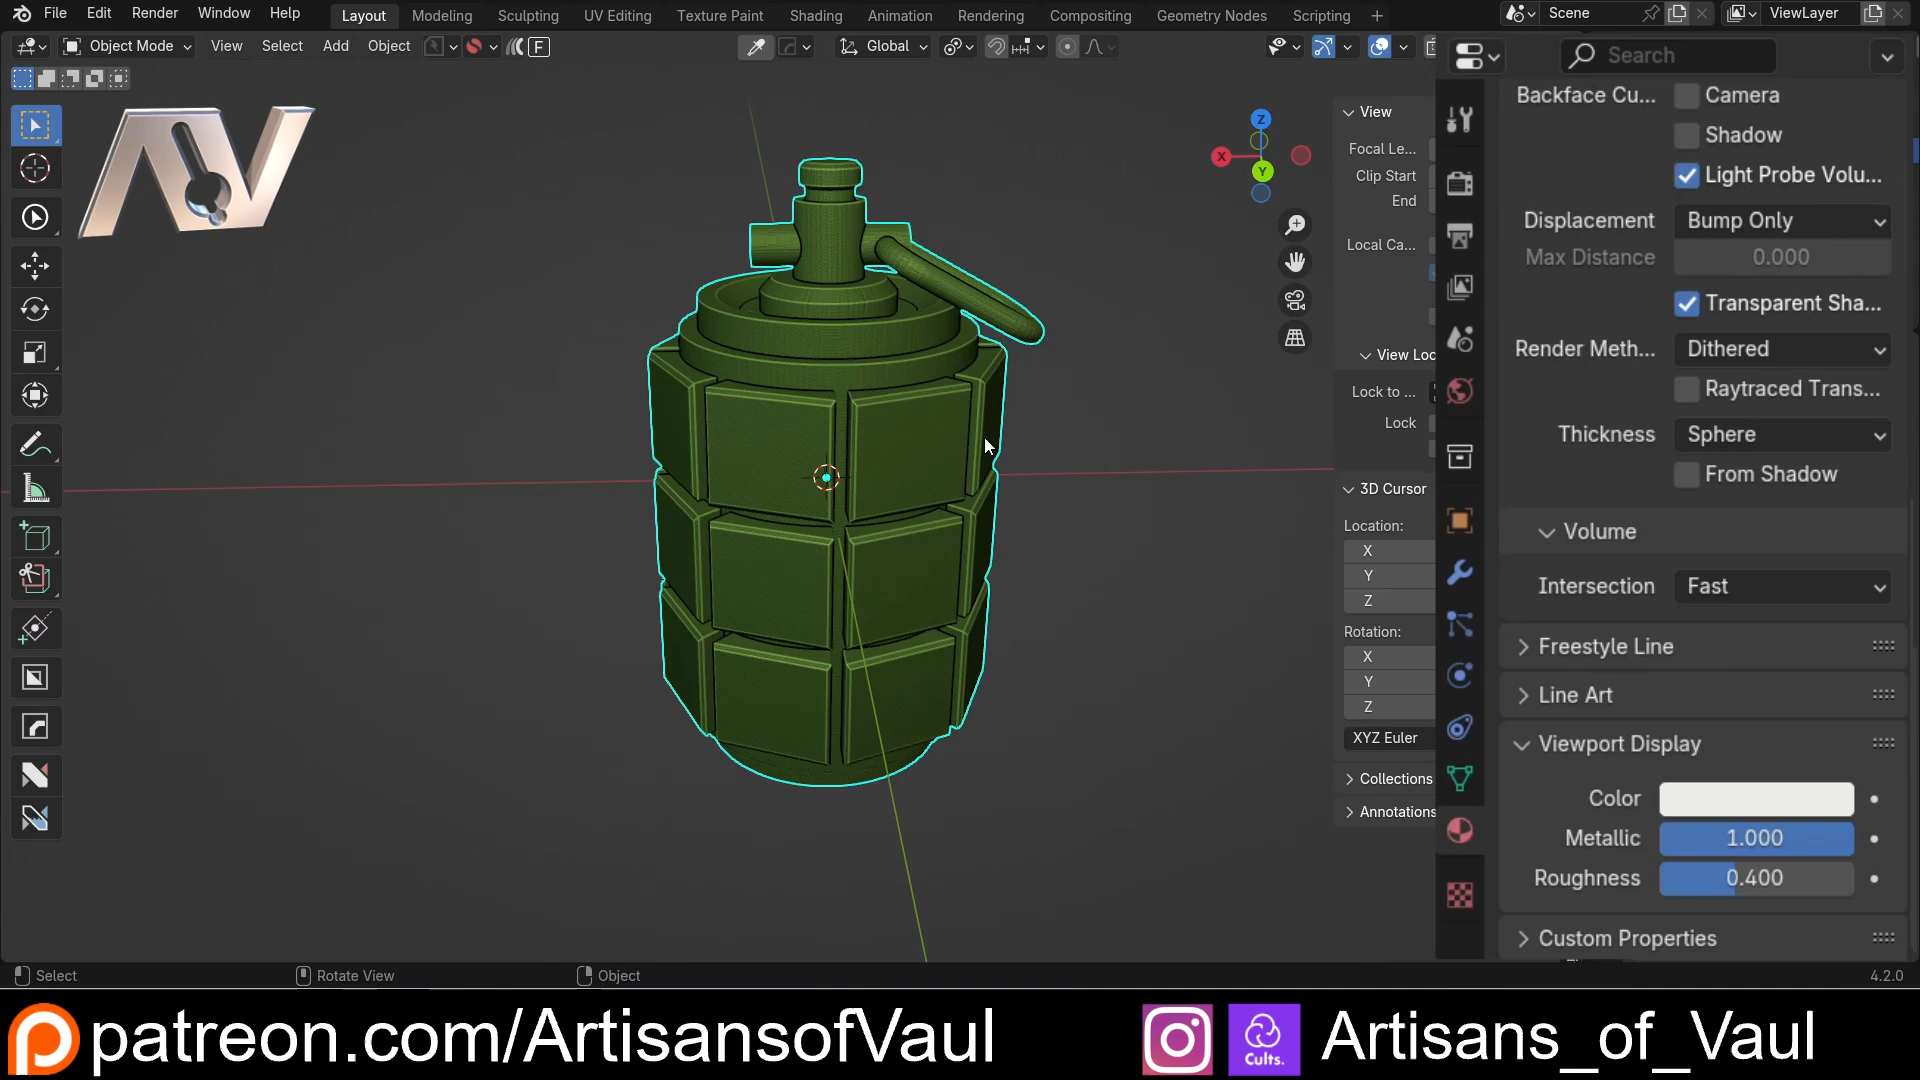 File Edit Render Window Help Layout Modeling Sculpting UV Editing Texture Paint Shading Animation Rendering Compositing Geometry Nodes Scripting + Scene ViewLayer
Object Mode View Select Add Object F Global
Search
AV
Z
X
Y
View
Focal Le...
Clip Start
End
Local Ca...
View Loc
Lock to ...
Lock
3D Cursor
Location:
X
Y
Z
Rotation:
X
Y
Z
XYZ Euler
Collections
Annotations
Backface Cu... Camera
Shadow
Light Probe Volu...
Displacement Bump Only
Max Distance 0.000
Transparent Sha...
Render Meth... Dithered
Raytraced Trans...
Thickness Sphere
From Shadow
Volume
Intersection Fast
Freestyle Line
Line Art
Viewport Display
Color
Metallic 1.000
Roughness 0.400
Custom Properties
Select Rotate View Object 4.2.0
patreon.com/ArtisansofVaul Cults. Artisans_of_Vaul